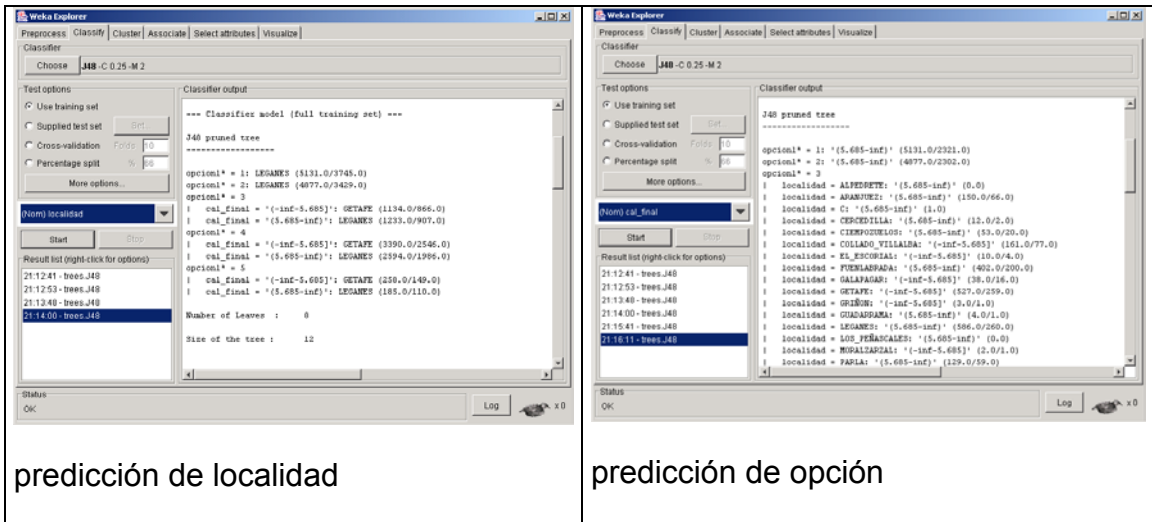 Weka Explorer
Preprocess Classify Cluster Associate Select attributes Visualize
Classifier
Choose J48 -C 0.25 -M 2
Test options
Use training set
Supplied test set Set...
Cross-validation Folds 10
Percentage split % 66
More options...
(Nom) localidad
Start Stop
Result list (right-click for options)
21:12:41 - trees.J48
21:12:53 - trees.J48
21:13:48 - trees.J48
21:14:00 - trees.J48
Classifier output
=== Classifier model (full training set) ===
J48 pruned tree
------------------
opcion1* = 1: LEGANES (5131.0/3745.0)
opcion1* = 2: LEGANES (4077.0/3429.0)
opcion1* = 3
| cal_final = '(-inf-5.685]': GETAFE (1134.0/866.0)
| cal_final = '(5.685-inf)': LEGANES (1233.0/907.0)
opcion1* = 4
| cal_final = '(-inf-5.685]': GETAFE (3390.0/2546.0)
| cal_final = '(5.685-inf)': LEGANES (2594.0/1986.0)
opcion1* = 5
| cal_final = '(-inf-5.685]': GETAFE (258.0/149.0)
| cal_final = '(5.685-inf)': LEGANES (185.0/110.0)
Number of Leaves : 8
Size of the tree : 12
Status
OK
Log x 0
predicción de localidad
Weka Explorer
Preprocess Classify Cluster Associate Select attributes Visualize
Classifier
Choose J48 -C 0.25 -M 2
Test options
Use training set
Supplied test set Set...
Cross-validation Folds 10
Percentage split % 66
More options...
(Nom) cal_final
Start Stop
Result list (right-click for options)
21:12:41 - trees.J48
21:12:53 - trees.J48
21:13:48 - trees.J48
21:14:00 - trees.J48
21:15:41 - trees.J48
21:16:11 - trees.J48
Classifier output
J48 pruned tree
------------------
opcion1* = 1: '(5.685-inf)' (5131.0/2321.0)
opcion1* = 2: '(5.685-inf)' (4077.0/2302.0)
opcion1* = 3
| localidad = ALPEDRETE: '(5.685-inf)' (0.0)
| localidad = ARANJUEZ: '(5.685-inf)' (150.0/66.0)
| localidad = C: '(5.685-inf)' (1.0)
| localidad = CERCEDILLA: '(5.685-inf)' (12.0/2.0)
| localidad = CIEMPOZUELOS: '(5.685-inf)' (53.0/20.0)
| localidad = COLLADO_VILLALBA: '(-inf-5.685]' (161.0/77.0)
| localidad = EL_ESCORIAL: '(-inf-5.685]' (10.0/4.0)
| localidad = FUENLABRADA: '(5.685-inf)' (402.0/200.0)
| localidad = GALAPAGAR: '(-inf-5.685]' (38.0/16.0)
| localidad = GETAFE: '(-inf-5.685]' (527.0/259.0)
| localidad = GRIÑON: '(-inf-5.685]' (3.0/1.0)
| localidad = GUADARRAMA: '(5.685-inf)' (4.0/1.0)
| localidad = LEGANES: '(5.685-inf)' (586.0/260.0)
| localidad = LOS_PEÑASCALES: '(5.685-inf)' (0.0)
| localidad = MORALZARZAL: '(-inf-5.685]' (2.0/1.0)
| localidad = PARLA: '(5.685-inf)' (129.0/59.0)
Status
OK
Log x 0
predicción de opción